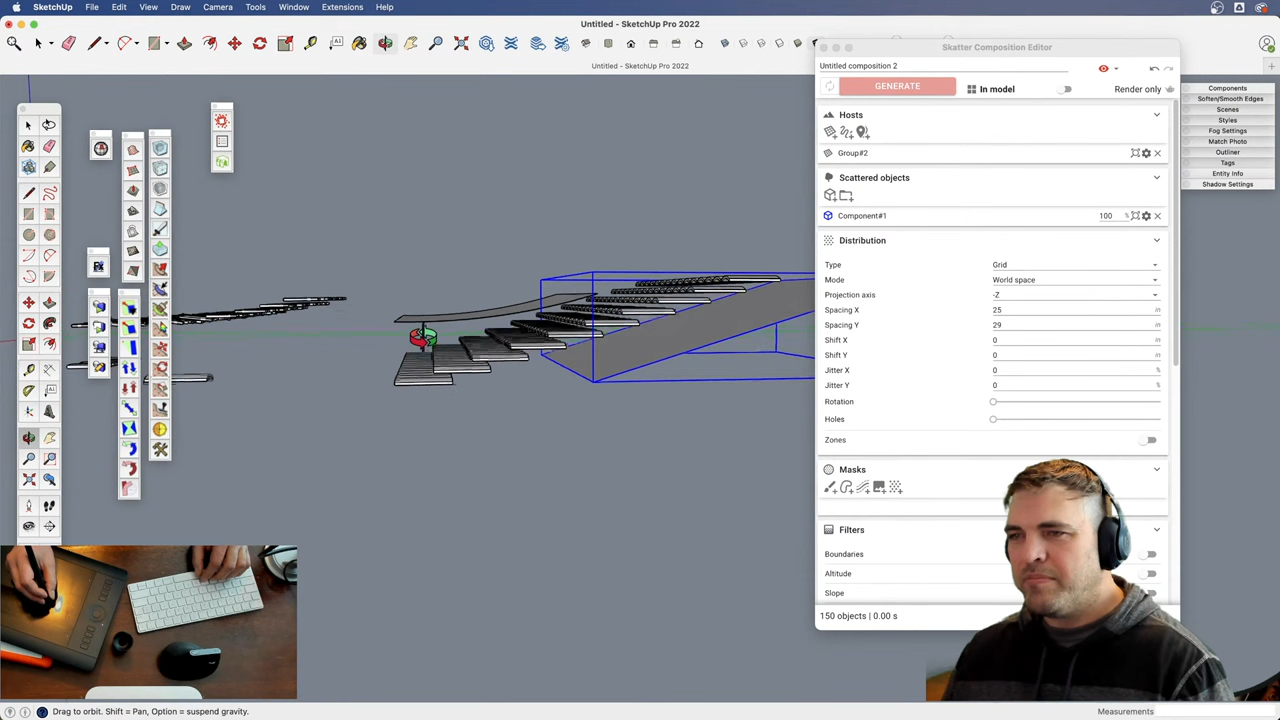 SketchUp File Edit View Draw Camera Tools Window Extensions Help
Untitled - SketchUp Pro 2022
Untitled - SketchUp Pro 2022
Skatter Composition Editor
Untitled composition 2
GENERATE
In model
Render only
Hosts
Group#2
Scattered objects
Component#1 100 %
Distribution
Type Grid
Mode World space
Projection axis -Z
Spacing X 25 in
Spacing Y 29 in
Shift X 0 in
Shift Y 0 in
Jitter X 0 %
Jitter Y 0 %
Rotation
Holes
Zones
Masks
Filters
Boundaries
Altitude
Slope
150 objects | 0.00 s
Components
Soften/Smooth Edges
Scenes
Styles
Fog Settings
Match Photo
Outliner
Tags
Entity Info
Shadow Settings
Drag to orbit. Shift = Pan, Option = suspend gravity.
Measurements